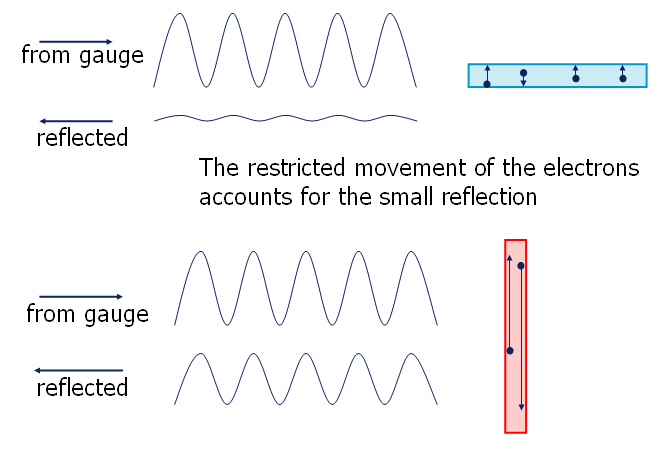 from gauge
reflected
The restricted movement of the electrons
accounts for the small reflection
from gauge
reflected